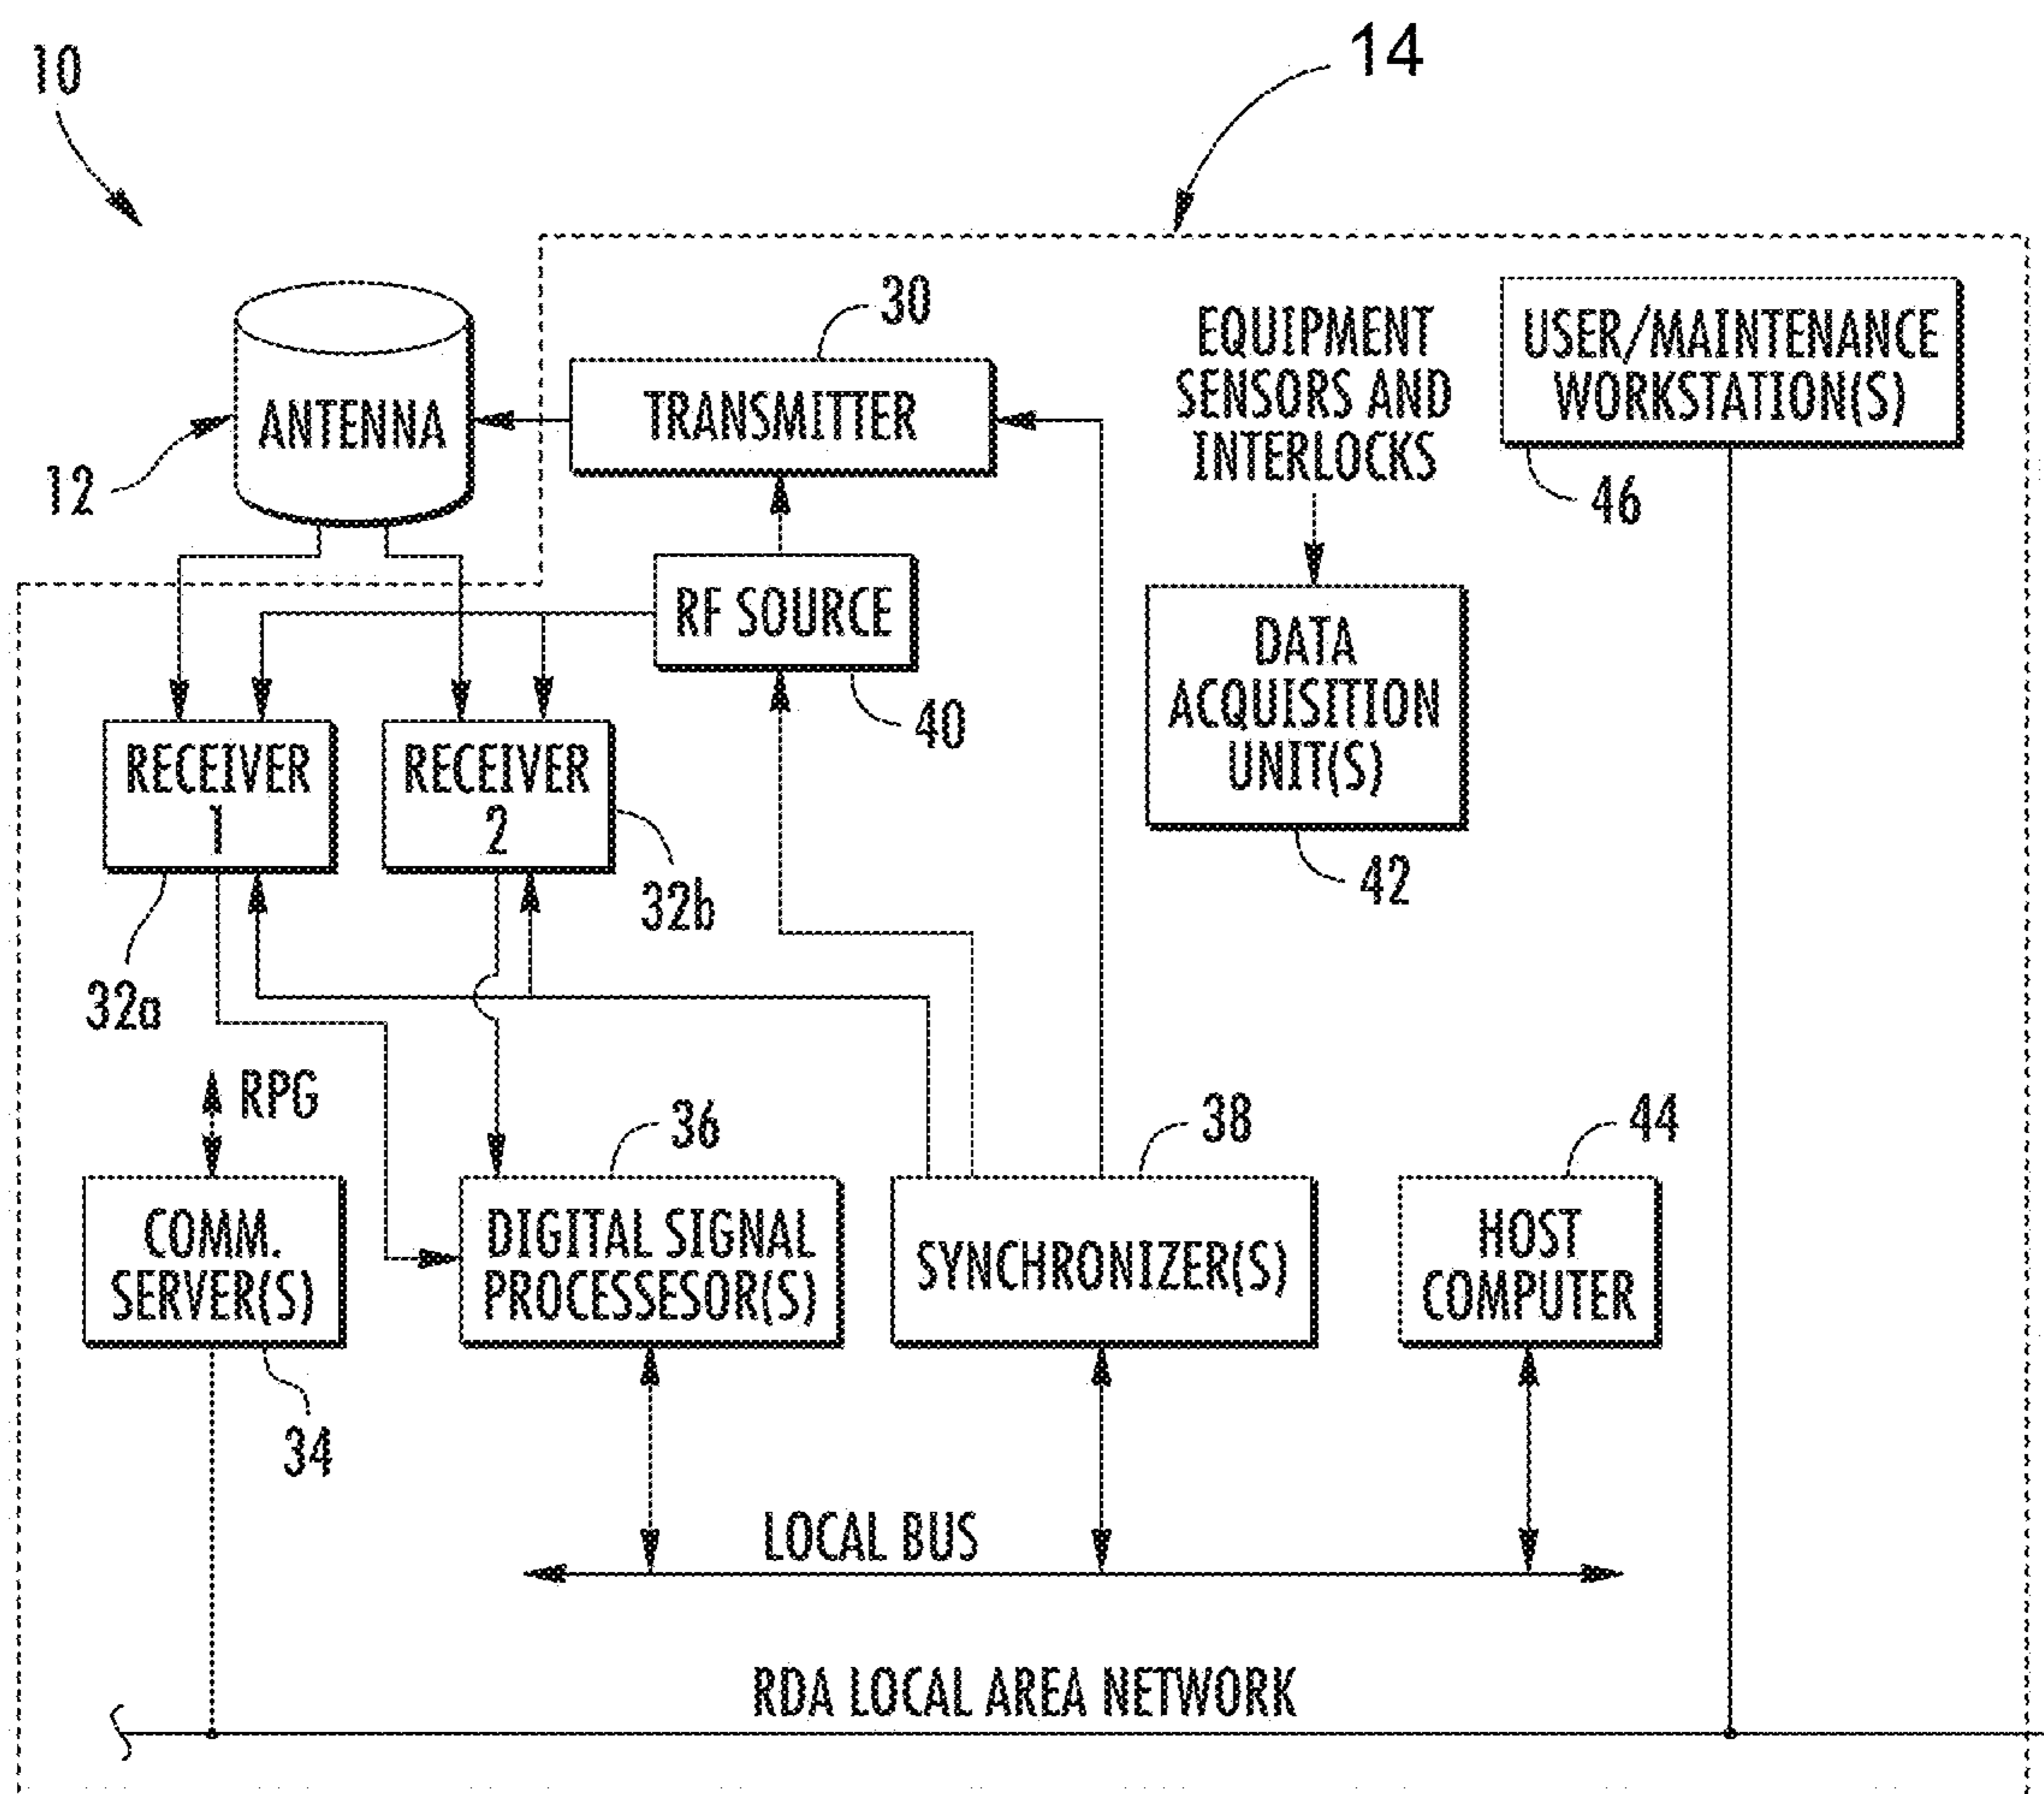 10
14
30
EQUIPMENT
SENSORS AND
INTERLOCKS
USER/MAINTENANCE
WORKSTATION(S)
46
ANTENNA
12
TRANSMITTER
RF SOURCE
40
DATA
ACQUISITION
UNIT(S)
42
RECEIVER
1
32a
RECEIVER
2
32b
RPG
36
38
44
COMM.
SERVER(S)
34
DIGITAL SIGNAL
PROCESSESOR(S)
SYNCHRONIZER(S)
HOST
COMPUTER
LOCAL BUS
RDA LOCAL AREA NETWORK